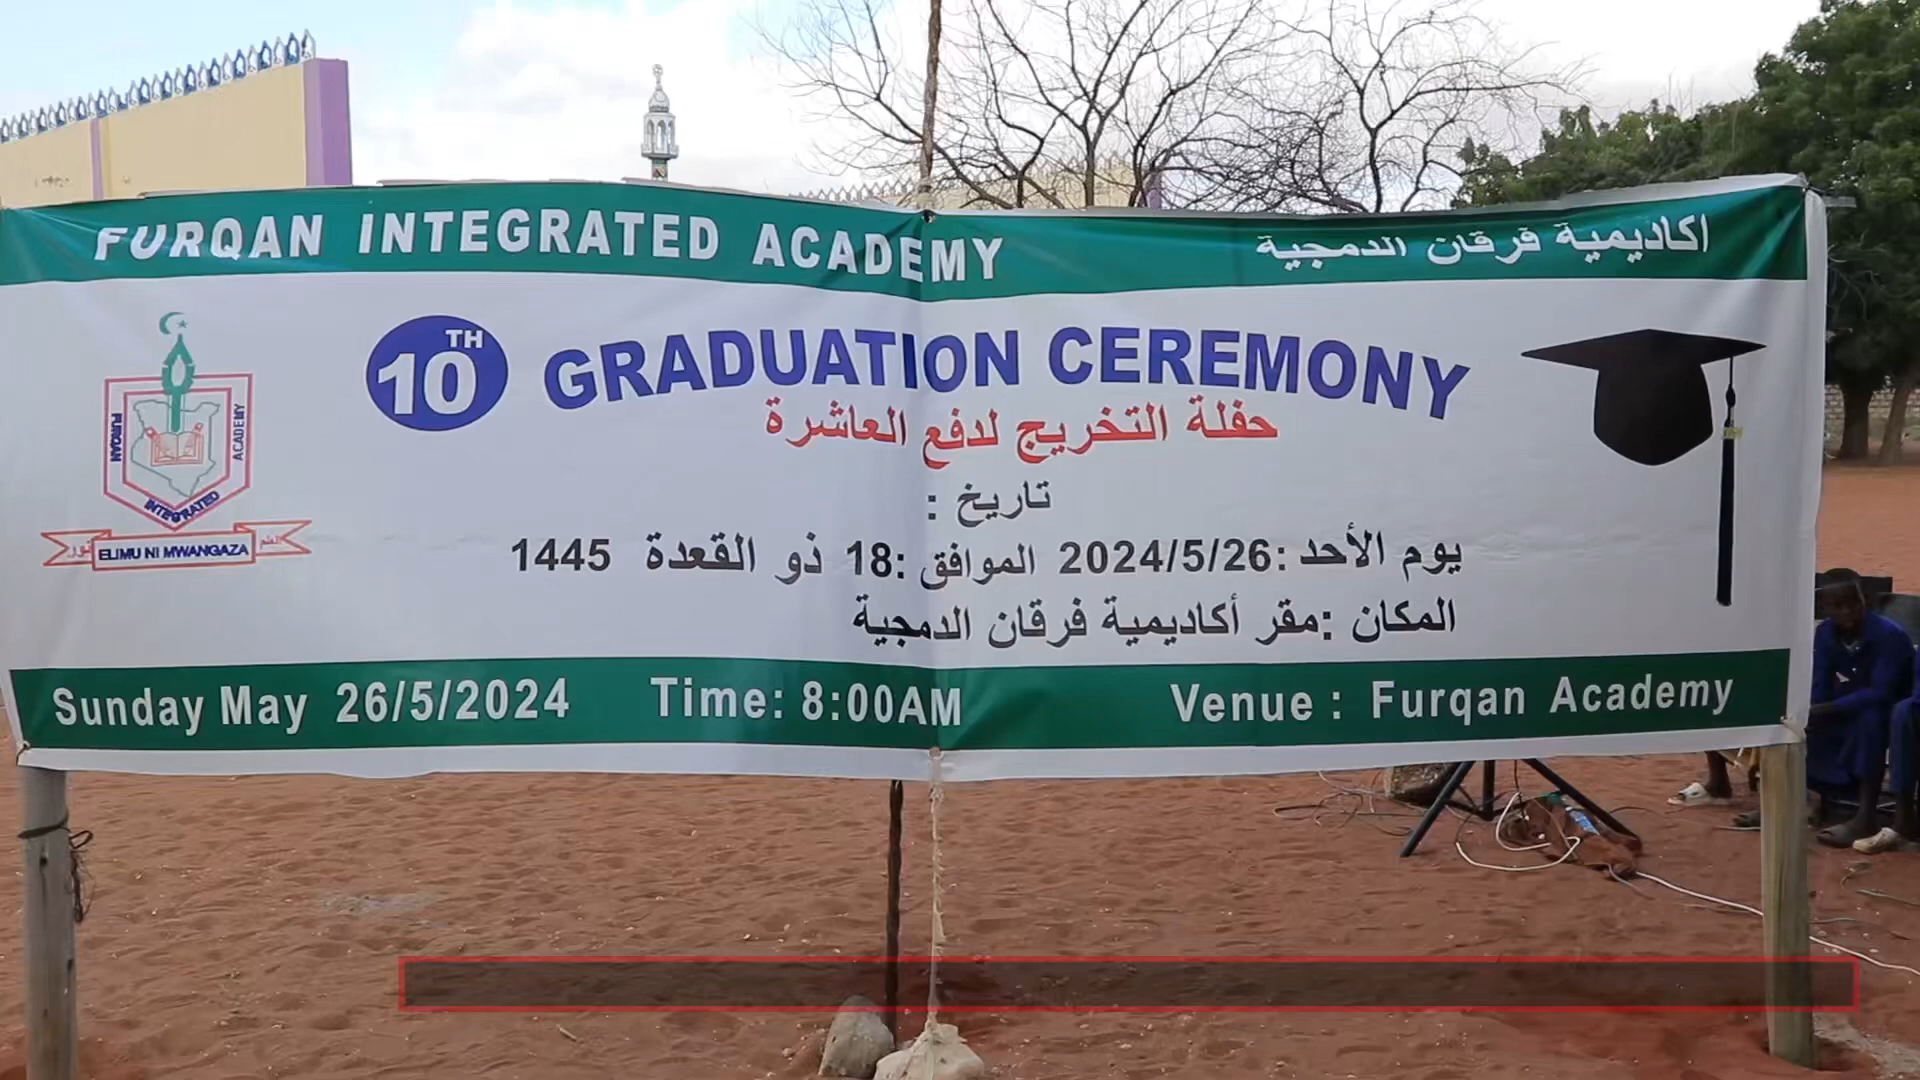 FURQAN INTEGRATED ACADEMY
اكاديمية فرقان الدمجية
10TH GRADUATION CEREMONY
حفلة التخريج لدفع العاشرة
تاريخ :
يوم الأحد :2024/5/26 الموافق :18 ذو القعدة 1445
المكان :مقر أكاديمية فرقان الدمجية
FURQAN
INTEGRATED
ACADEMY
العلم
ELIMU NI MWANGAZA
نور
Sunday May 26/5/2024 Time: 8:00AM Venue : Furqan Academy